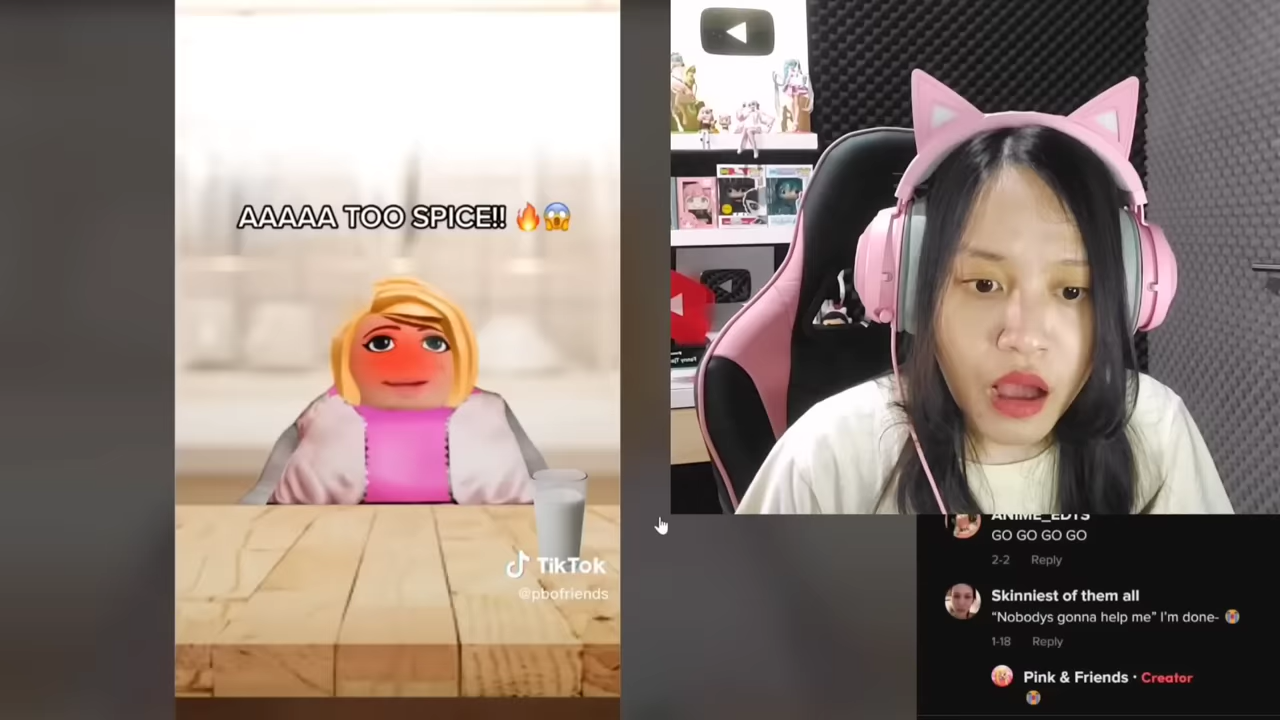 AAAAA TOO SPICE!! 🔥😱
TikTok
@pbofriends
ANIME_EDTS
GO GO GO GO
2-2 Reply
Skinniest of them all
“Nobodys gonna help me” I’m done- 😭
1-18 Reply
Pink & Friends · Creator
😭